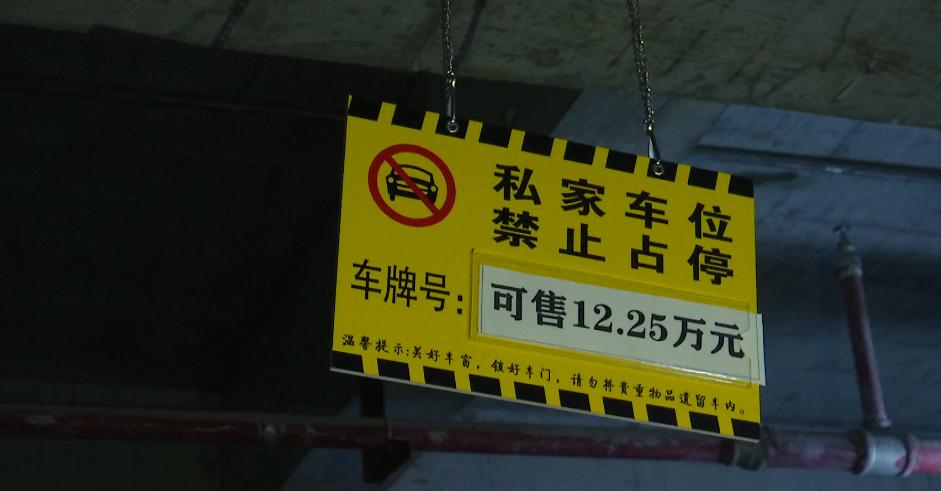 私家车位
禁止占停
车牌号:
可售12.25万元
温馨提示:关好车窗，锁好车门，请勿将贵重物品遗留车内。